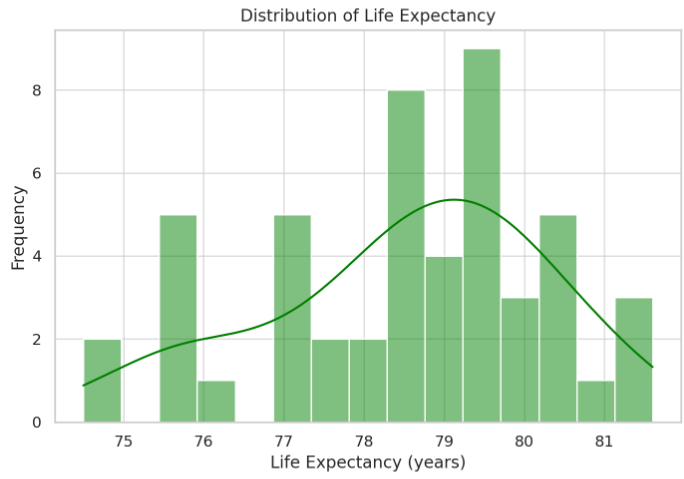 Distribution of Life Expectancy
Frequency
8
6
4
2
0
75 76 77 78 79 80 81
Life Expectancy (years)